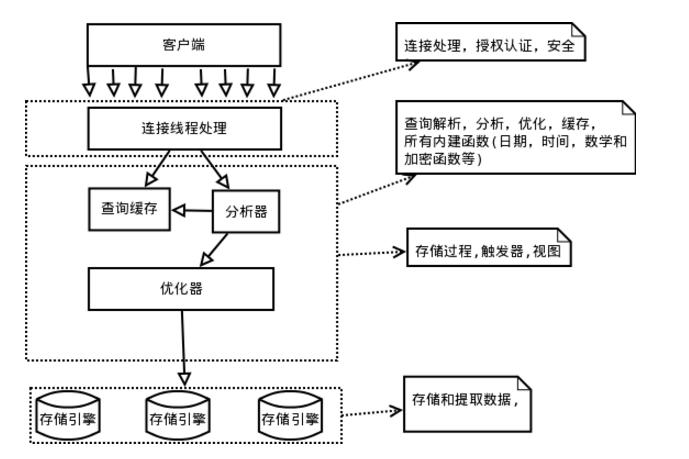 客户端
连接处理，授权认证，安全
连接线程处理
查询解析，分析，优化，缓存，
所有内建函数(日期，时间，数学和
加密函数等)
查询缓存
分析器
存储过程,触发器,视图
优化器
存储和提取数据,
存储引擎
存储引擎
存储引擎